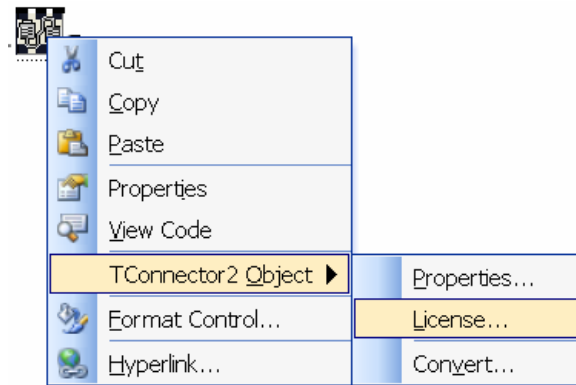 Cut
Copy
Paste
Properties
View Code
TConnector2 Object
Properties...
Format Control...
License...
Hyperlink...
Convert...